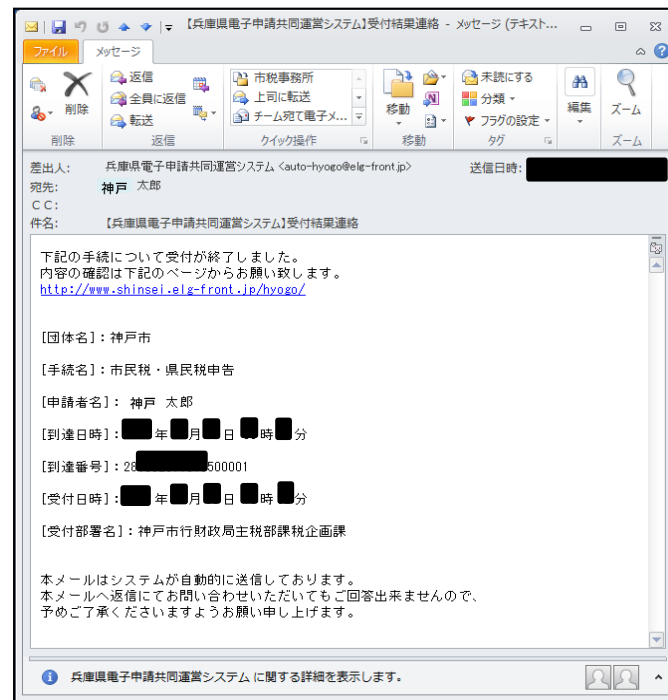 【兵庫県電子申請共同運営システム】受付結果連絡 - メッセージ (テキスト...
ファイル メッセージ
削除
返信
全員に返信
転送
市税事務所
上司に転送
チーム宛て電子メ...
移動
未読にする
分類
フラグの設定
編集
ズーム
削除 返信 クイック操作 移動 タグ ズーム
差出人: 兵庫県電子申請共同運営システム <auto-hyogo@elg-front.jp> 送信日時:
宛先: 神戸 太郎
CC:
件名: 【兵庫県電子申請共同運営システム】受付結果連絡
下記の手続について受付が終了しました。
内容の確認は下記のページからお願い致します。
http://www.shinsei.elg-front.jp/hyogo/
[団体名]:神戸市
[手続名]:市民税・県民税申告
[申請者名]: 神戸 太郎
[到達日時]: 年 月 日 時 分
[到達番号]:28 500001
[受付日時]: 年 月 日 時 分
[受付部署名]:神戸市行財政局主税部課税企画課
本メールはシステムが自動的に送信しております。
本メールへ返信にてお問い合わせいただいてもご回答出来ませんので、
予めご了承くださいますようお願い申し上げます。
兵庫県電子申請共同運営システム に関する詳細を表示します。